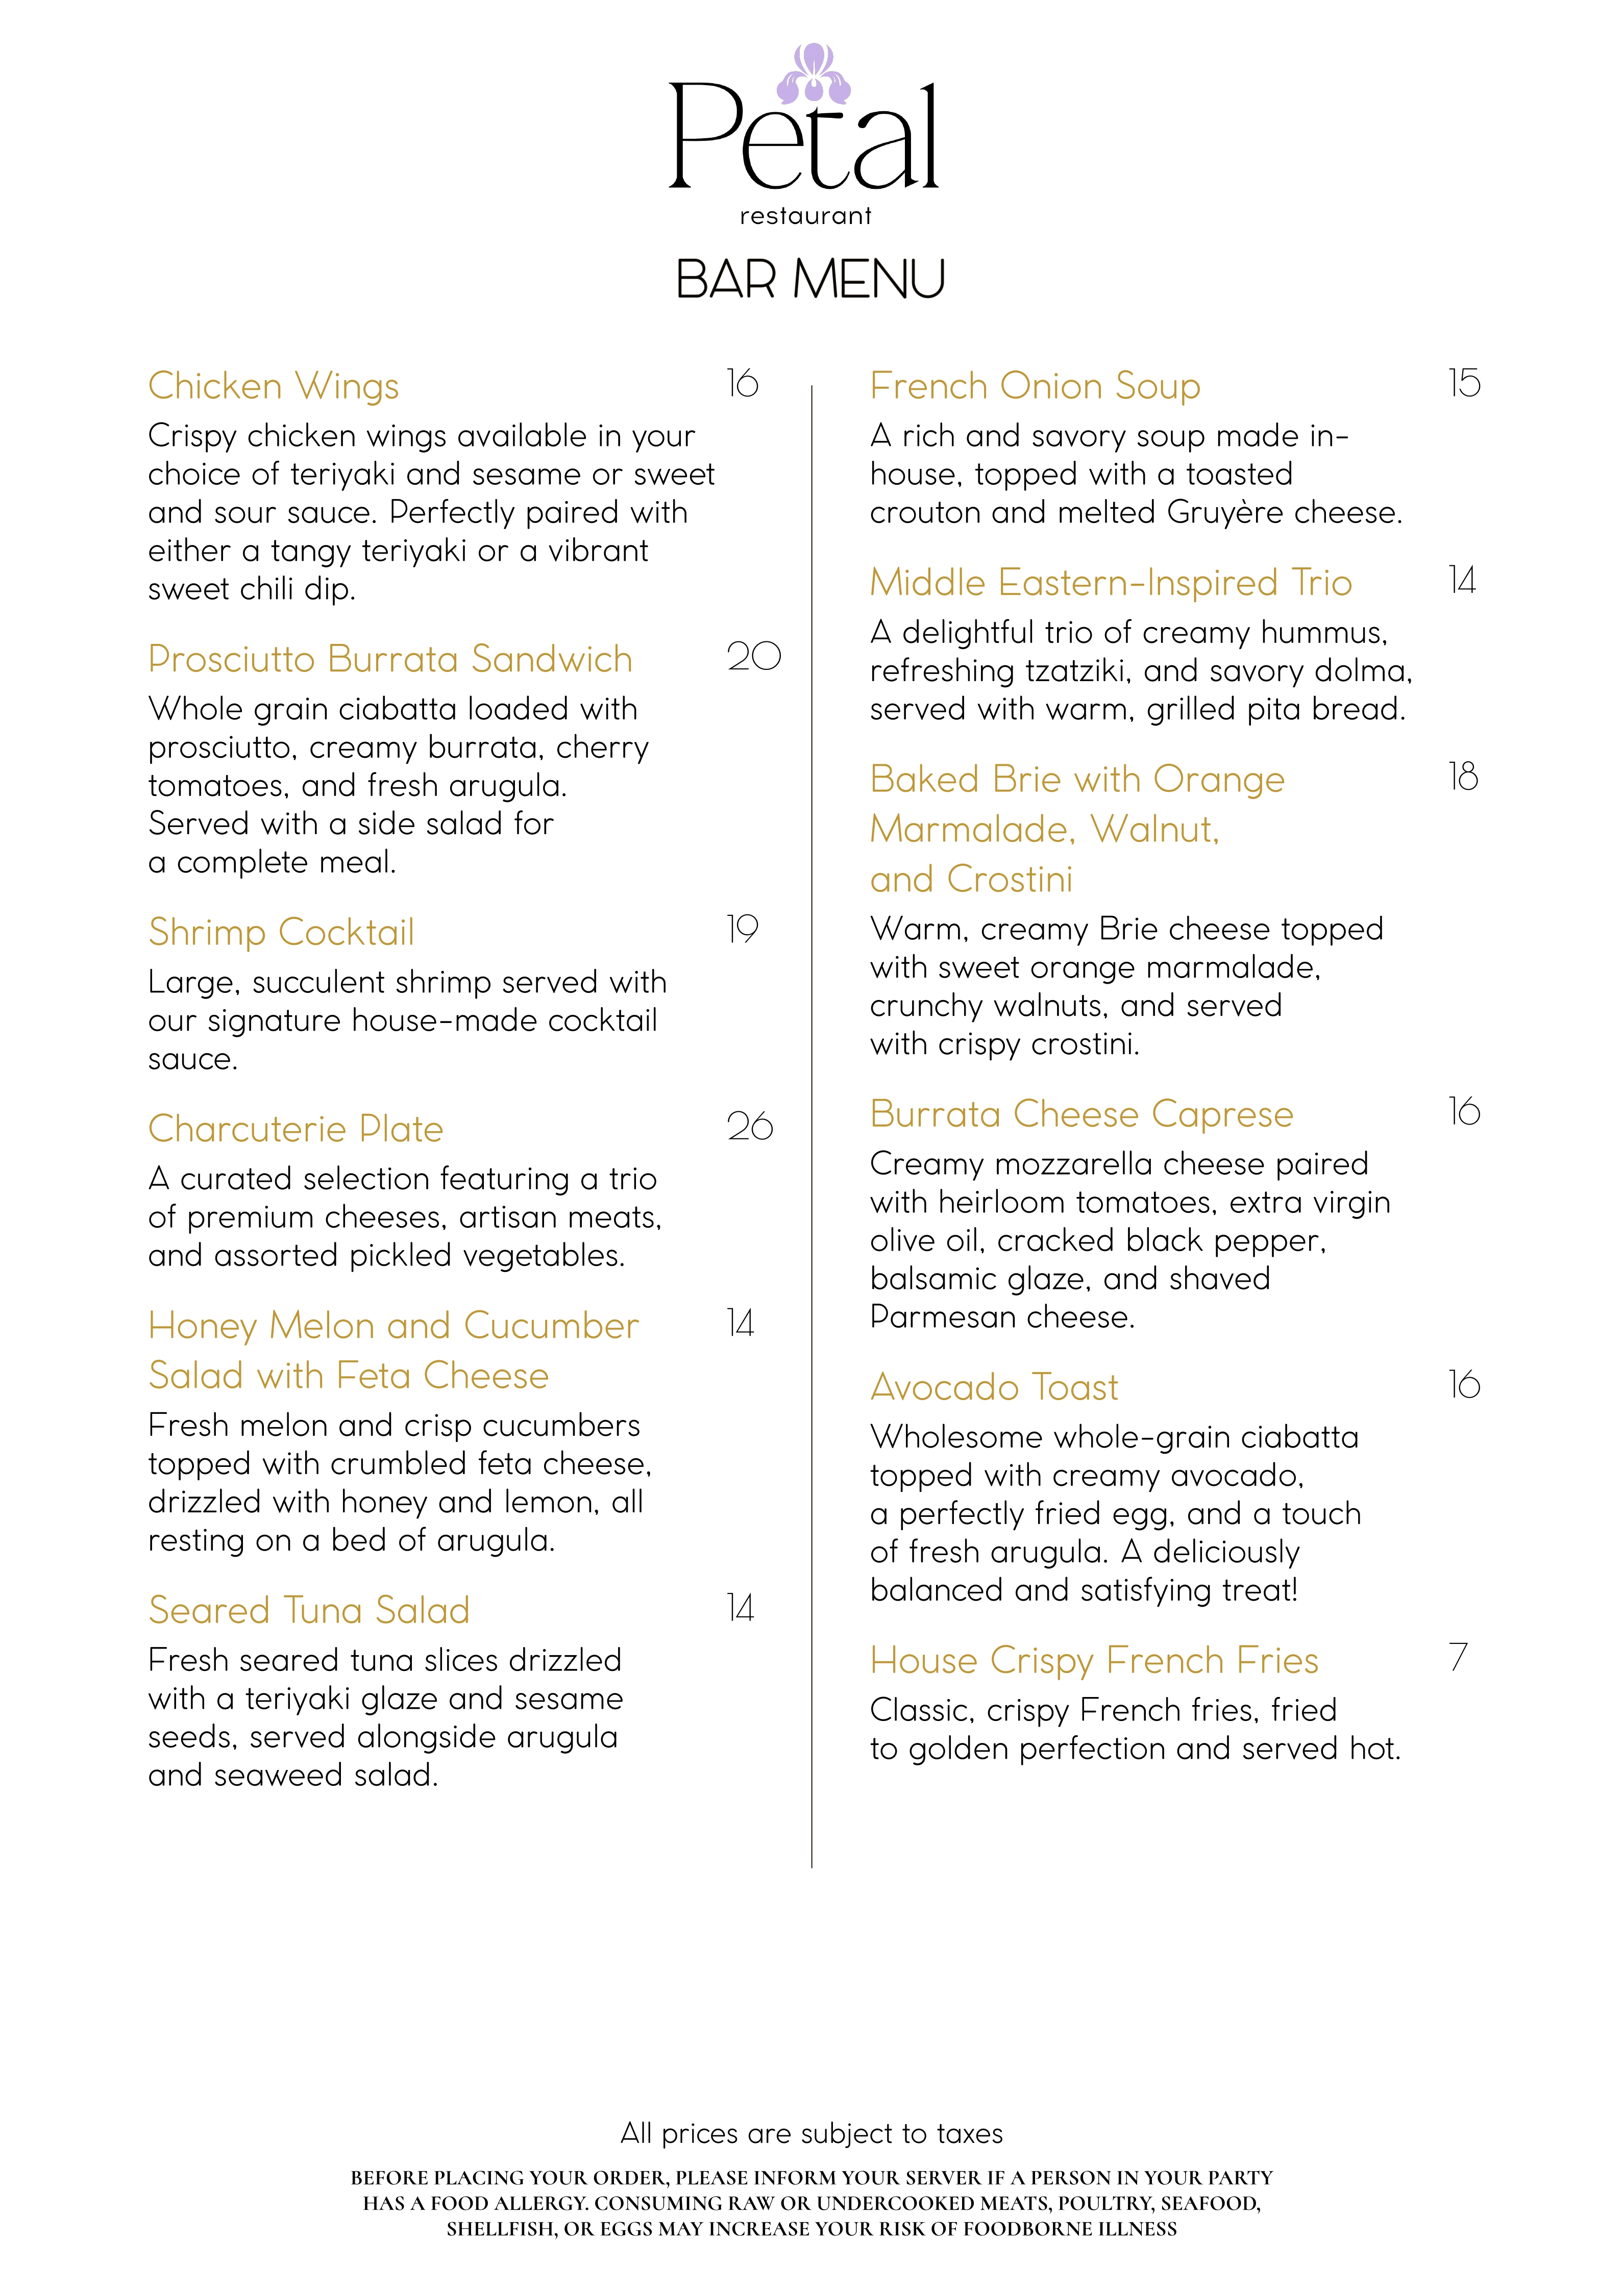 Petal
restaurant
BAR MENU
Chicken Wings 16
Crispy chicken wings available in your
choice of teriyaki and sesame or sweet
and sour sauce. Perfectly paired with
either a tangy teriyaki or a vibrant
sweet chili dip.
Prosciutto Burrata Sandwich 20
Whole grain ciabatta loaded with
prosciutto, creamy burrata, cherry
tomatoes, and fresh arugula.
Served with a side salad for
a complete meal.
Shrimp Cocktail 19
Large, succulent shrimp served with
our signature house-made cocktail
sauce.
Charcuterie Plate 26
A curated selection featuring a trio
of premium cheeses, artisan meats,
and assorted pickled vegetables.
Honey Melon and Cucumber 14
Salad with Feta Cheese
Fresh melon and crisp cucumbers
topped with crumbled feta cheese,
drizzled with honey and lemon, all
resting on a bed of arugula.
Seared Tuna Salad 14
Fresh seared tuna slices drizzled
with a teriyaki glaze and sesame
seeds, served alongside arugula
and seaweed salad.
French Onion Soup 15
A rich and savory soup made in-
house, topped with a toasted
crouton and melted Gruyère cheese.
Middle Eastern-Inspired Trio 14
A delightful trio of creamy hummus,
refreshing tzatziki, and savory dolma,
served with warm, grilled pita bread.
Baked Brie with Orange 18
Marmalade, Walnut,
and Crostini
Warm, creamy Brie cheese topped
with sweet orange marmalade,
crunchy walnuts, and served
with crispy crostini.
Burrata Cheese Caprese 16
Creamy mozzarella cheese paired
with heirloom tomatoes, extra virgin
olive oil, cracked black pepper,
balsamic glaze, and shaved
Parmesan cheese.
Avocado Toast 16
Wholesome whole-grain ciabatta
topped with creamy avocado,
a perfectly fried egg, and a touch
of fresh arugula. A deliciously
balanced and satisfying treat!
House Crispy French Fries 7
Classic, crispy French fries, fried
to golden perfection and served hot.
All prices are subject to taxes
BEFORE PLACING YOUR ORDER, PLEASE INFORM YOUR SERVER IF A PERSON IN YOUR PARTY
HAS A FOOD ALLERGY. CONSUMING RAW OR UNDERCOOKED MEATS, POULTRY, SEAFOOD,
SHELLFISH, OR EGGS MAY INCREASE YOUR RISK OF FOODBORNE ILLNESS